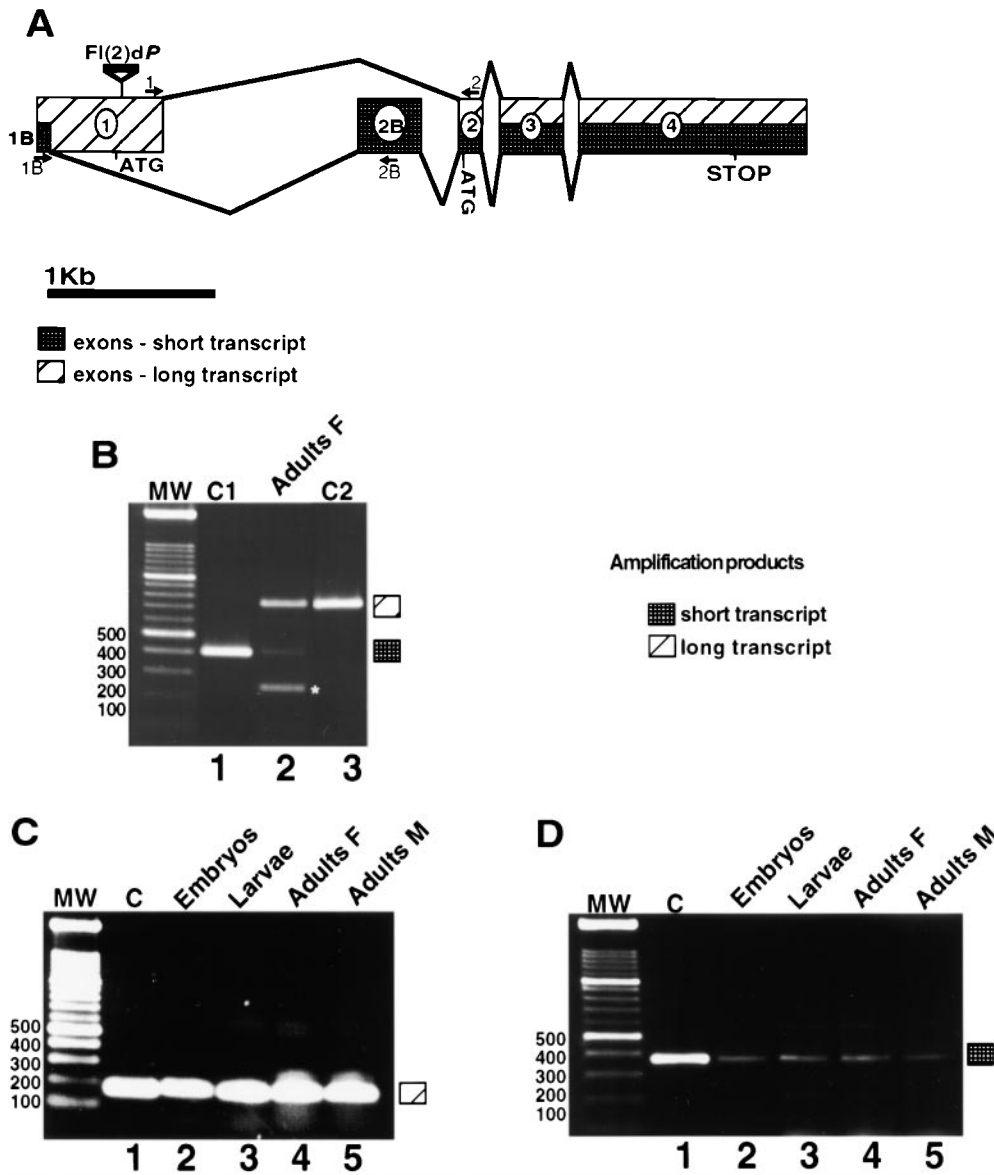 A
Fl(2)dP
1 2
1B 1 2B 2 3 4
1B ATG 2B ATG STOP
1Kb
exons - short transcript
exons - long transcript
B
MW C1 Adults F C2
500
400
300
200
100
*
1 2 3
Amplification products
short transcript
long transcript
C
MW C Embryos Larvae Adults F Adults M
500
400
300
200
100
1 2 3 4 5
D
MW C Embryos Larvae Adults F Adults M
500
400
300
200
100
1 2 3 4 5